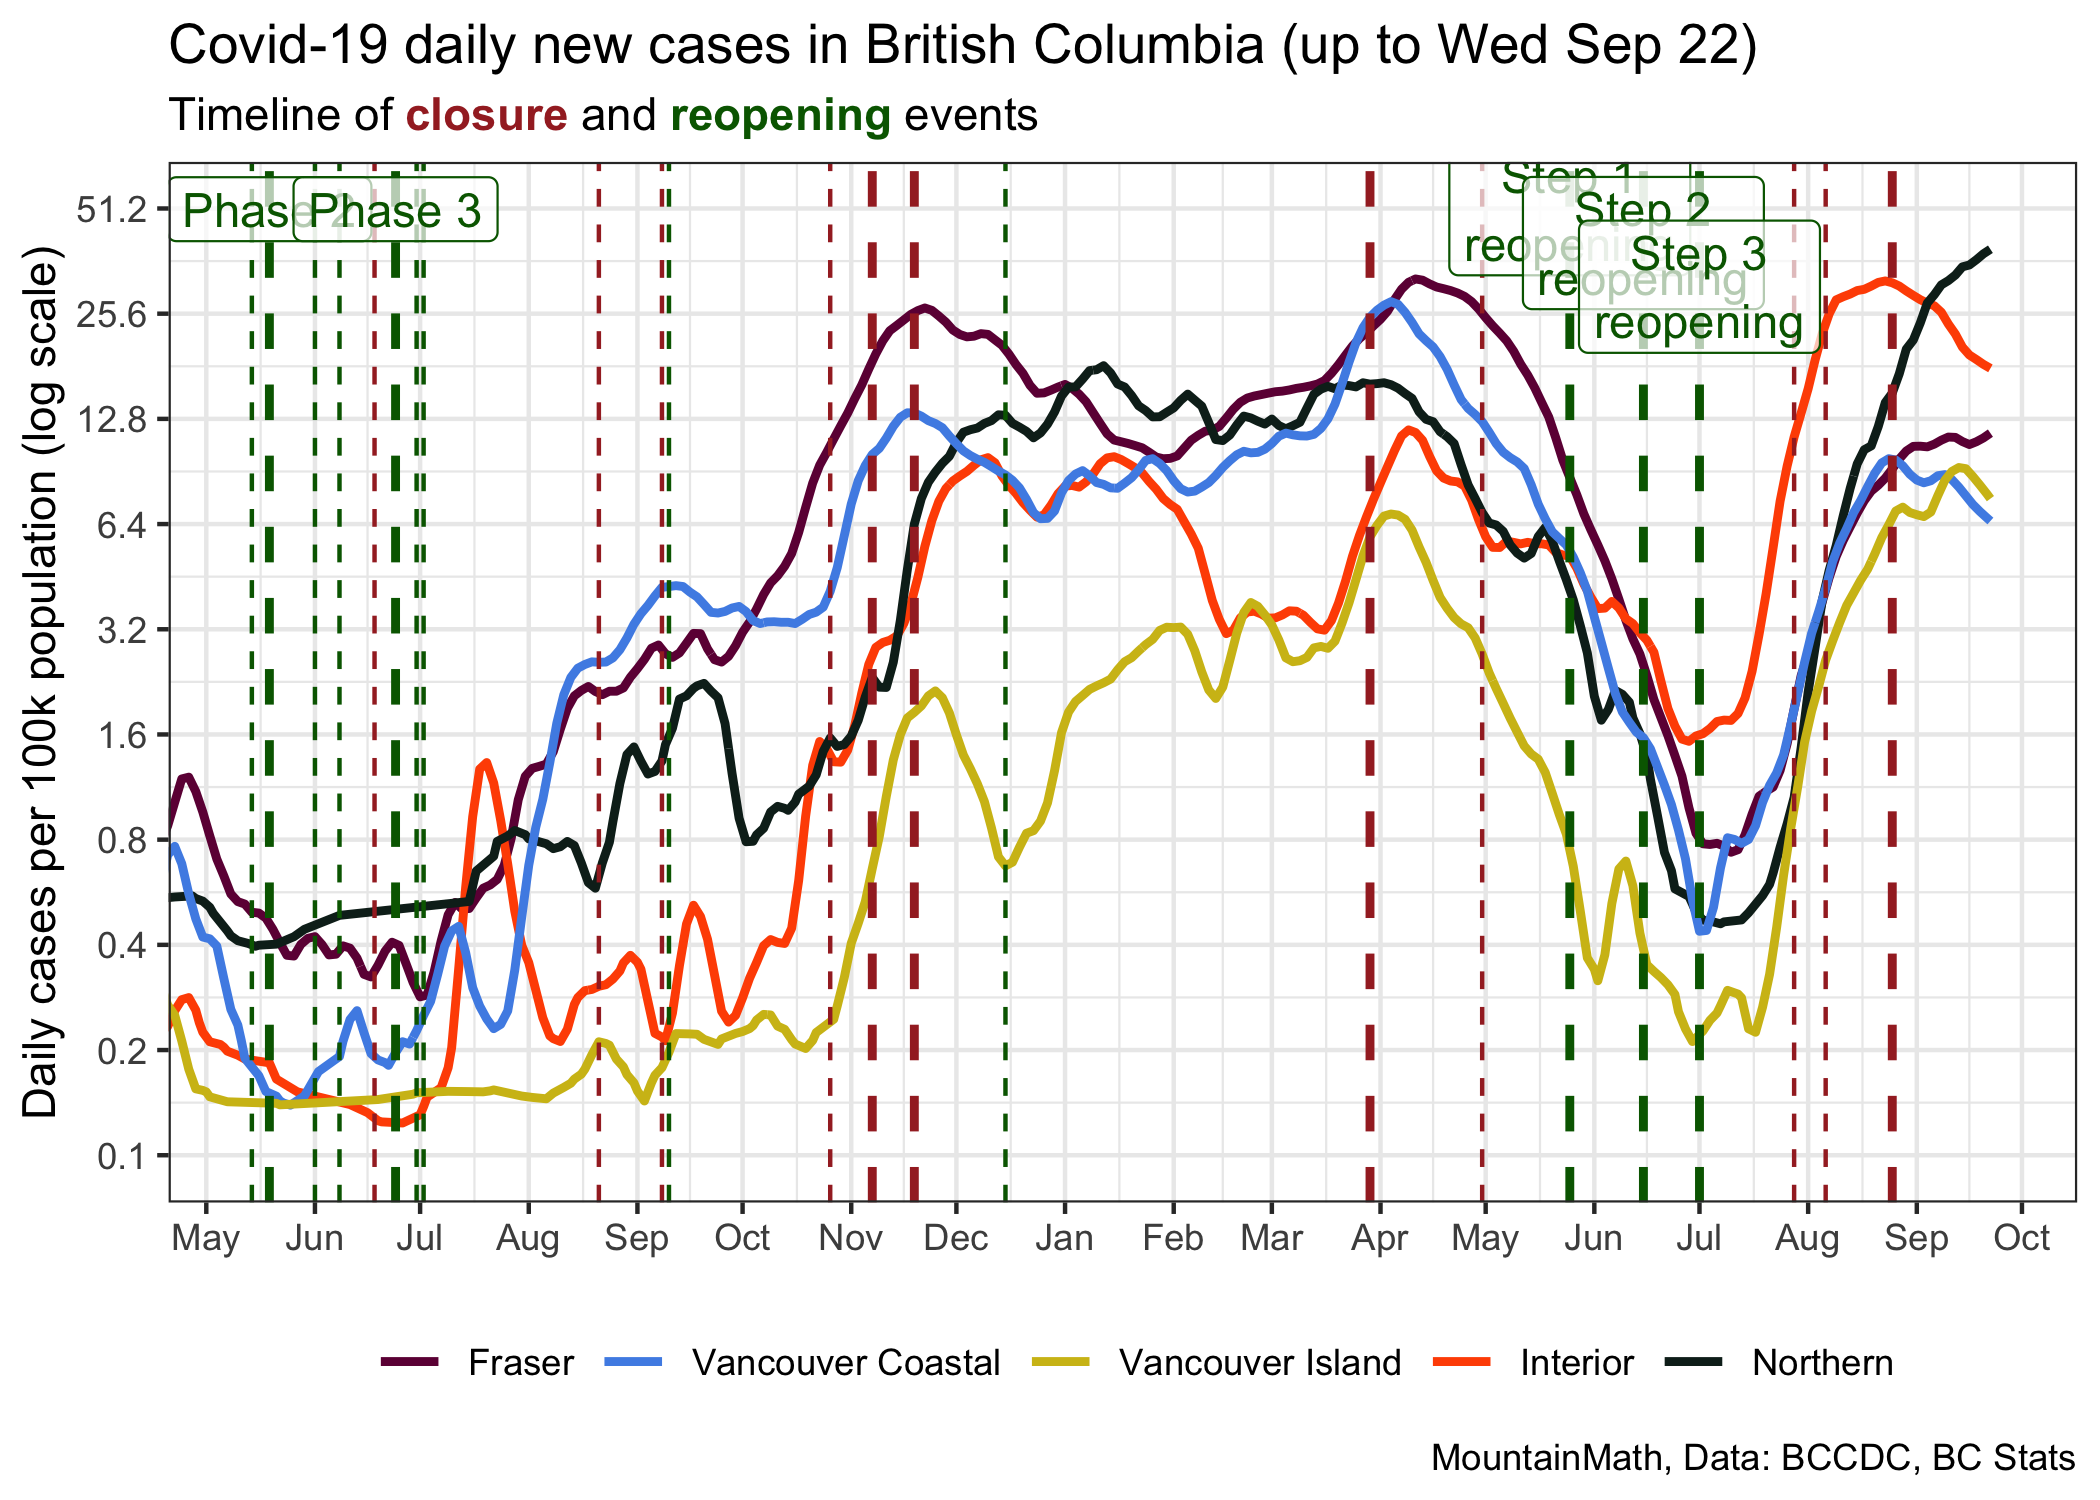 Covid-19 daily new cases in British Columbia (up to Wed Sep 22)
Timeline of closure and reopening events
Daily cases per 100k population (log scale)
51.2
25.6
12.8
6.4
3.2
1.6
0.8
0.4
0.2
0.1
Phase 2
Phase 3
Step 1
reopening
Step 2
reopening
Step 3
reopening
May Jun Jul Aug Sep Oct Nov Dec Jan Feb Mar Apr May Jun Jul Aug Sep Oct
Fraser Vancouver Coastal Vancouver Island Interior Northern
MountainMath, Data: BCCDC, BC Stats